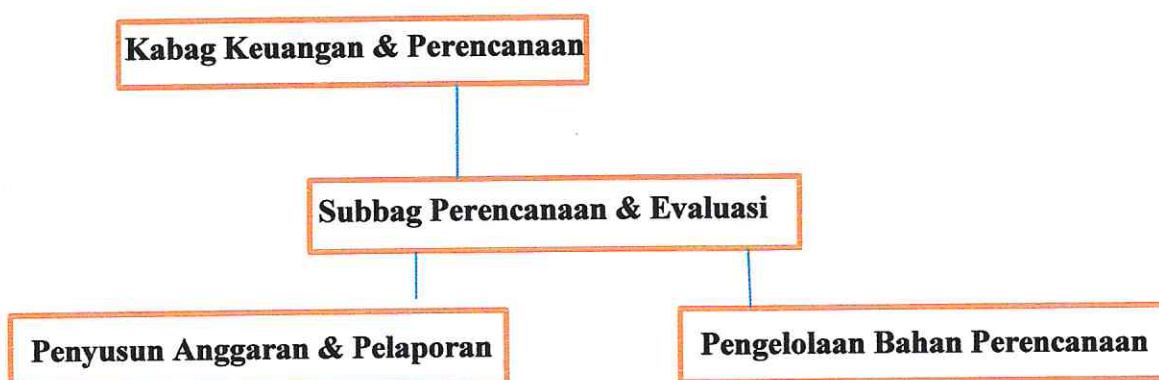 Kabag Keuangan & Perencanaan
Subbag Perencanaan & Evaluasi
Penyusun Anggaran & Pelaporan
Pengelolaan Bahan Perencanaan